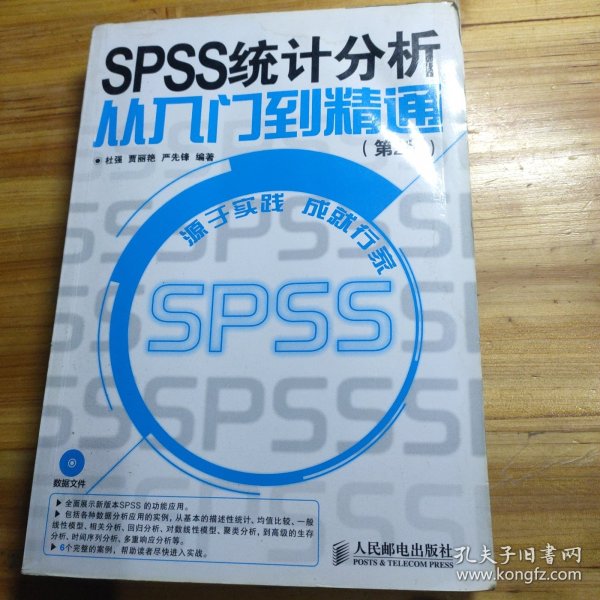 SPSS统计分析
从入门到精通
(第2版)
杜强 贾丽艳 严先锋 编著
源于实践 成就行家
SPSS
数据文件
▶ 全面展示新版本SPSS 的功能应用。
▶ 包括各种数据分析应用的实例，从基本的描述性统计、均值比较、一般
线性模型、相关分析、回归分析、对数线性模型、聚类分析，到高级的生存
分析、时间序列分析、多重响应分析等。
▶ 6个完整的案例，帮助读者尽快进入实战。
人民邮电出版社
POSTS & TELECOM PRESS
孔夫子旧书网
www.kongfz.com